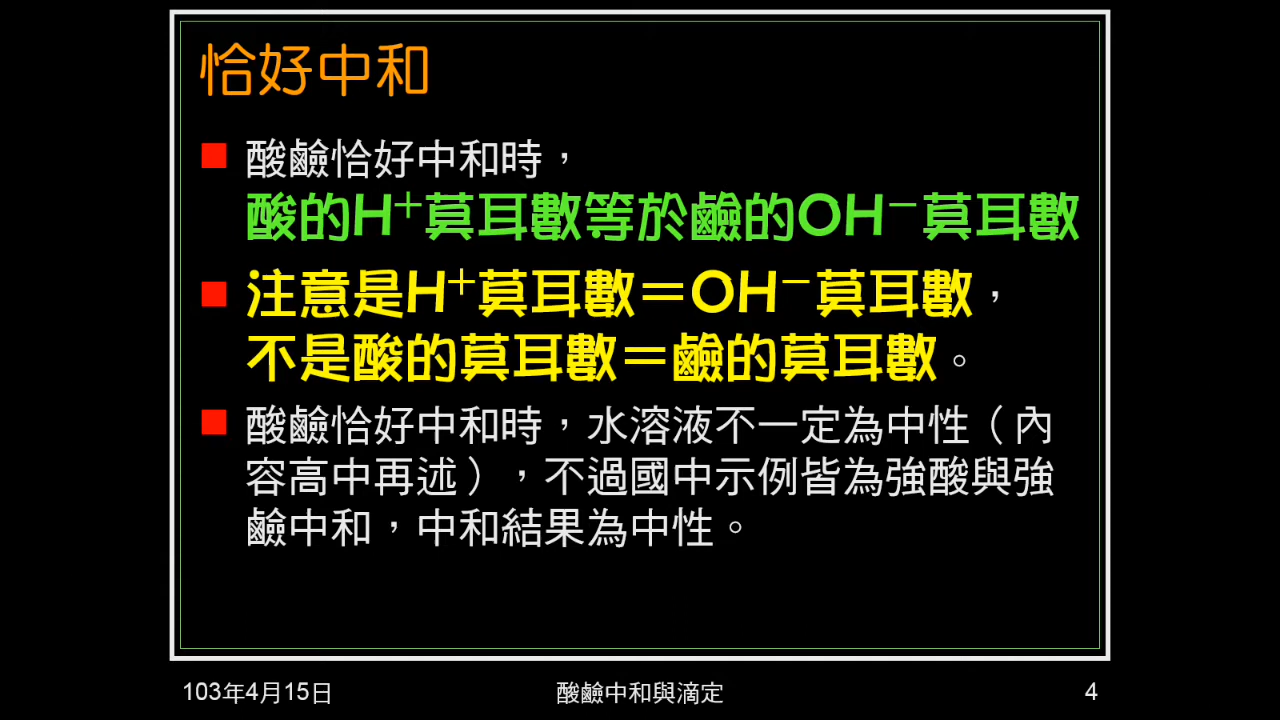 恰好中和
酸鹼恰好中和時，
酸的H⁺莫耳數等於鹼的OH⁻莫耳數
注意是H⁺莫耳數＝OH⁻莫耳數，
不是酸的莫耳數＝鹼的莫耳數。
酸鹼恰好中和時，水溶液不一定為中性（內
容高中再述），不過國中示例皆為強酸與強
鹼中和，中和結果為中性。
103年4月15日
酸鹼中和與滴定
4